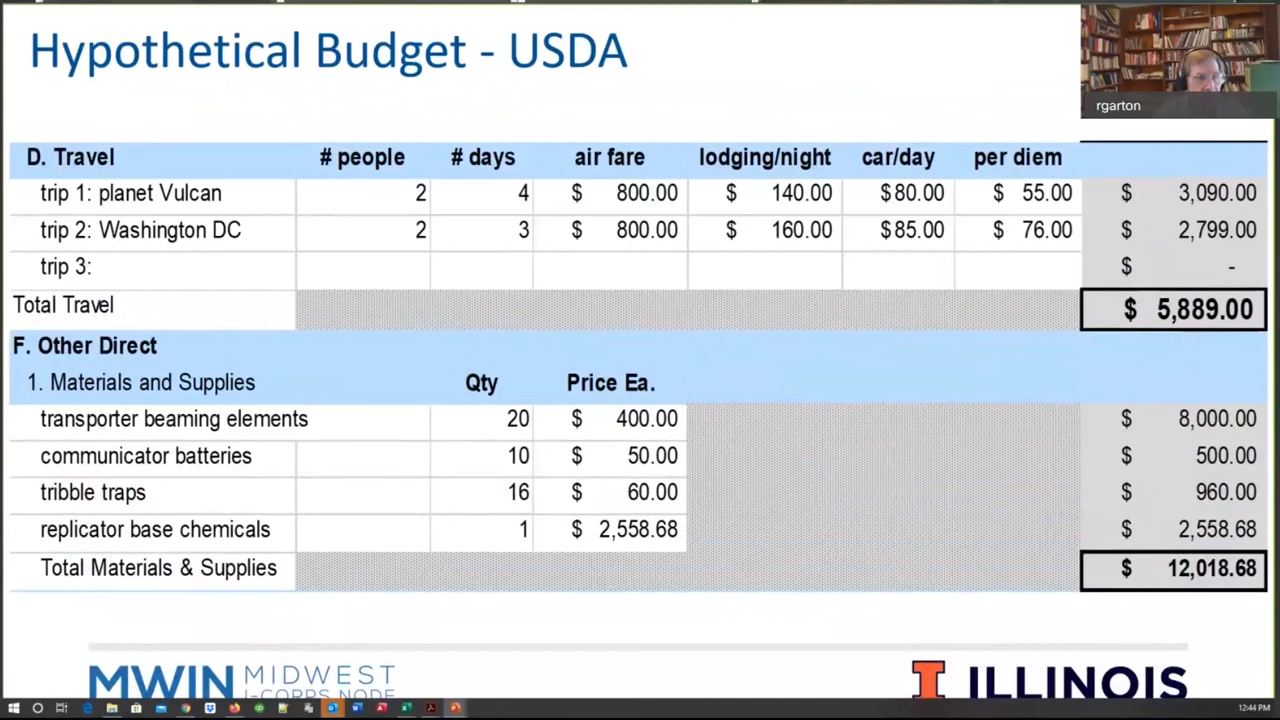 Hypothetical Budget - USDA
rgarton
D. Travel # people # days air fare lodging/night car/day per diem
trip 1: planet Vulcan 2 4 $ 800.00 $ 140.00 $80.00 $ 55.00 $ 3,090.00
trip 2: Washington DC 2 3 $ 800.00 $ 160.00 $85.00 $ 76.00 $ 2,799.00
trip 3: $ -
Total Travel $ 5,889.00
F. Other Direct
1. Materials and Supplies Qty Price Ea.
transporter beaming elements 20 $ 400.00 $ 8,000.00
communicator batteries 10 $ 50.00 $ 500.00
tribble traps 16 $ 60.00 $ 960.00
replicator base chemicals 1 $ 2,558.68 $ 2,558.68
Total Materials & Supplies $ 12,018.68
MWIN MIDWEST
I-CORPS NODE
I ILLINOIS
12:44 PM